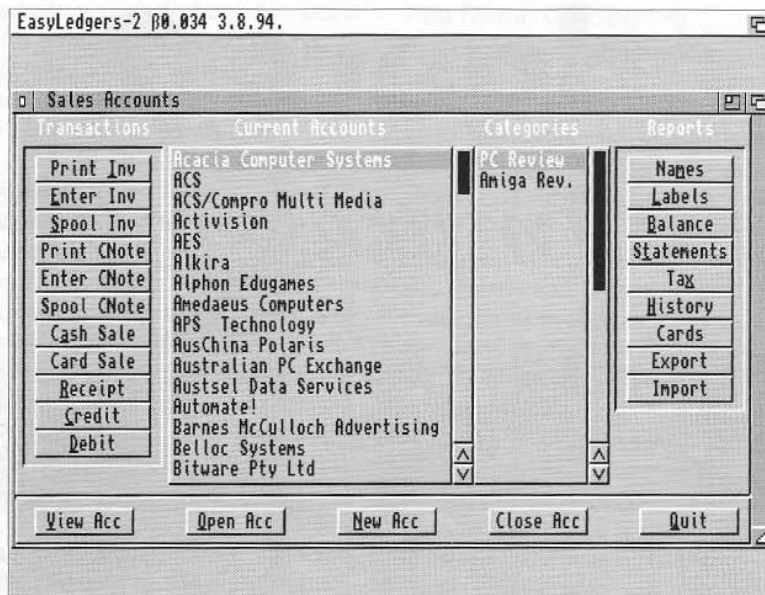 EasyLedgers-2 β0.034 3.8.94.
Sales Accounts
Transactions
Print Inv
Enter Inv
Spool Inv
Print CNote
Enter CNote
Spool CNote
Cash Sale
Card Sale
Receipt
Credit
Debit
Current Accounts
Acacia Computer Systems
ACS
ACS/Compro Multi Media
Activision
AES
Alkira
Alphon Edugames
Amedaeus Computers
APS Technology
AusChina Polaris
Australian PC Exchange
Austsel Data Services
Automate!
Barnes McCulloch Advertising
Belloc Systems
Bitware Pty Ltd
Categories
PC Review
Amiga Rev.
Reports
Names
Labels
Balance
Statements
Tax
History
Cards
Export
Import
View Acc
Open Acc
New Acc
Close Acc
Quit